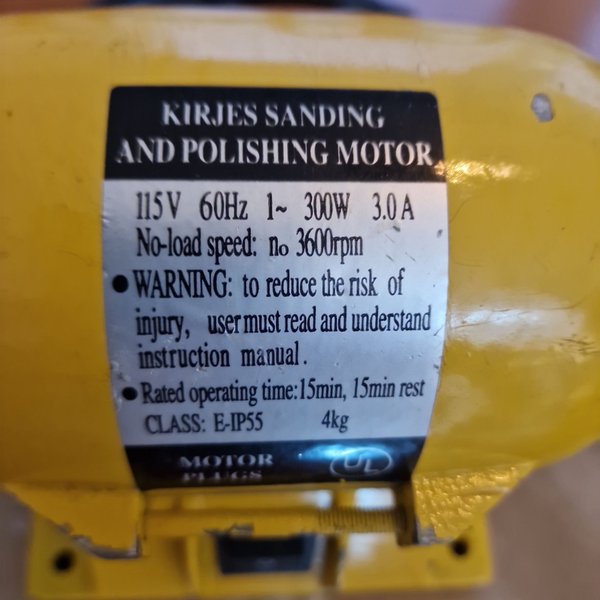 KIRJES SANDING
AND POLISHING MOTOR
115V 60Hz 1~ 300W 3.0A
No-load speed: no 3600rpm
● WARNING: to reduce the risk of
injury, user must read and understand
instruction manual.
● Rated operating time:15min, 15min rest
CLASS: E-IP55 4kg
MOTOR UL
PLUGS